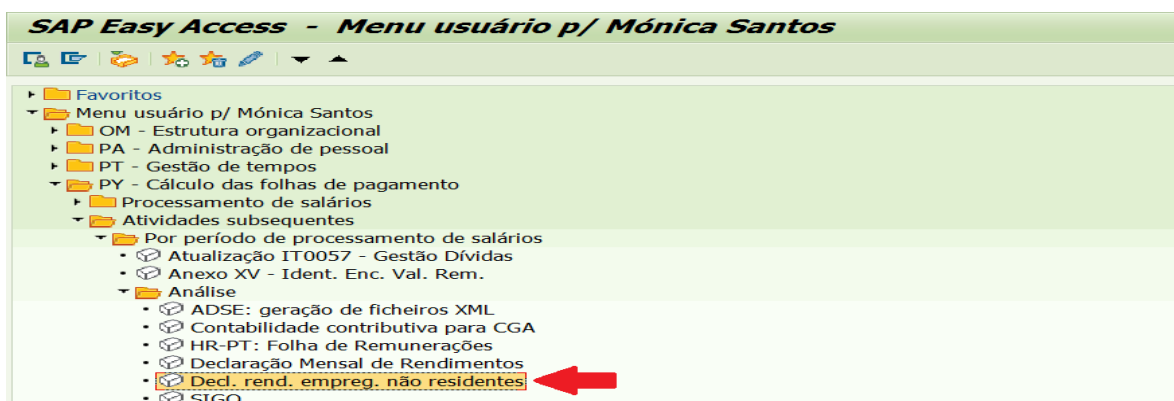 SAP Easy Access - Menu usuário p/ Mónica Santos
Favoritos
Menu usuário p/ Mónica Santos
OM - Estrutura organizacional
PA - Administração de pessoal
PT - Gestão de tempos
PY - Cálculo das folhas de pagamento
Processamento de salários
Atividades subsequentes
Por período de processamento de salários
Atualização IT0057 - Gestão Dívidas
Anexo XV - Ident. Enc. Val. Rem.
Análise
ADSE: geração de ficheiros XML
Contabilidade contributiva para CGA
HR-PT: Folha de Remunerações
Declaração Mensal de Rendimentos
Decl. rend. empreg. não residentes
SIGO